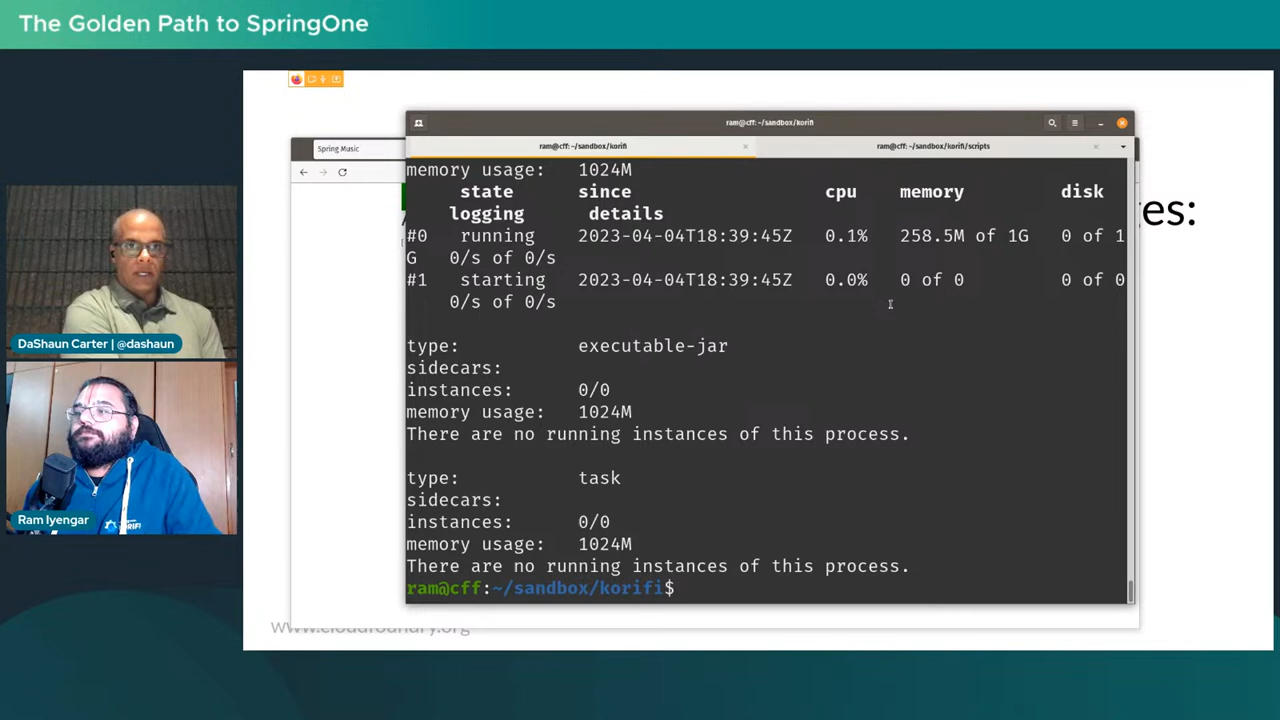 The Golden Path to SpringOne
ram@cff: ~/sandbox/korifi
ram@cff: ~/sandbox/korifi
ram@cff: ~/sandbox/korifi/scripts
Spring Music
memory usage: 1024M
state since cpu memory disk
logging details
#0 running 2023-04-04T18:39:45Z 0.1% 258.5M of 1G 0 of 1
G 0/s of 0/s
#1 starting 2023-04-04T18:39:45Z 0.0% 0 of 0 0 of 0
0/s of 0/s
type: executable-jar
sidecars:
instances: 0/0
memory usage: 1024M
There are no running instances of this process.
type: task
sidecars:
instances: 0/0
memory usage: 1024M
There are no running instances of this process.
ram@cff:~/sandbox/korifi$
es:
DaShaun Carter | @dashaun
Ram Iyengar
www.cloudfoundry.org